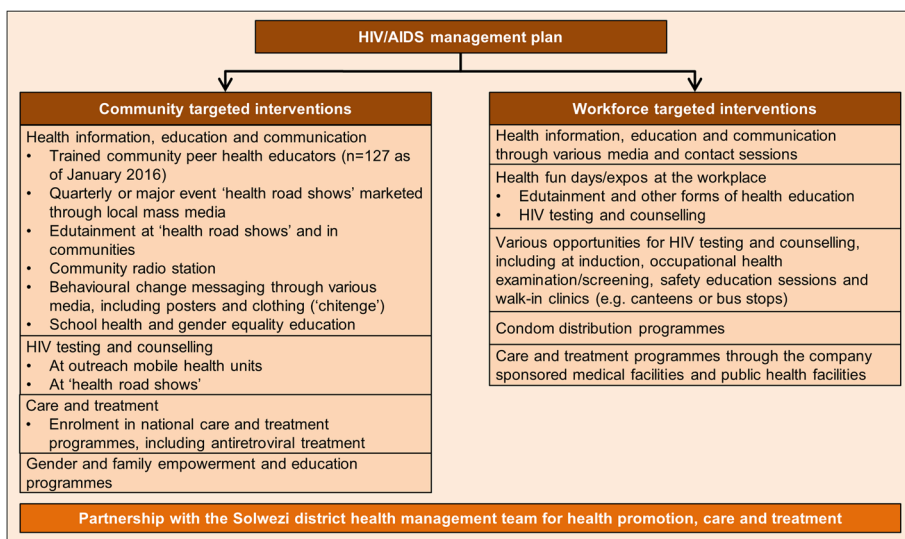 HIV/AIDS management plan
Community targeted interventions
Health information, education and communication
• Trained community peer health educators (n=127 as
of January 2016)
• Quarterly or major event ‘health road shows’ marketed
through local mass media
• Edutainment at ‘health road shows’ and in
communities
• Community radio station
• Behavioural change messaging through various
media, including posters and clothing (‘chitenge’)
• School health and gender equality education
HIV testing and counselling
• At outreach mobile health units
• At ‘health road shows’
Care and treatment
• Enrolment in national care and treatment
programmes, including antiretroviral treatment
Gender and family empowerment and education
programmes
Workforce targeted interventions
Health information, education and communication
through various media and contact sessions
Health fun days/expos at the workplace
• Edutainment and other forms of health education
• HIV testing and counselling
Various opportunities for HIV testing and counselling,
including at induction, occupational health
examination/screening, safety education sessions and
walk-in clinics (e.g. canteens or bus stops)
Condom distribution programmes
Care and treatment programmes through the company
sponsored medical facilities and public health facilities
Partnership with the Solwezi district health management team for health promotion, care and treatment